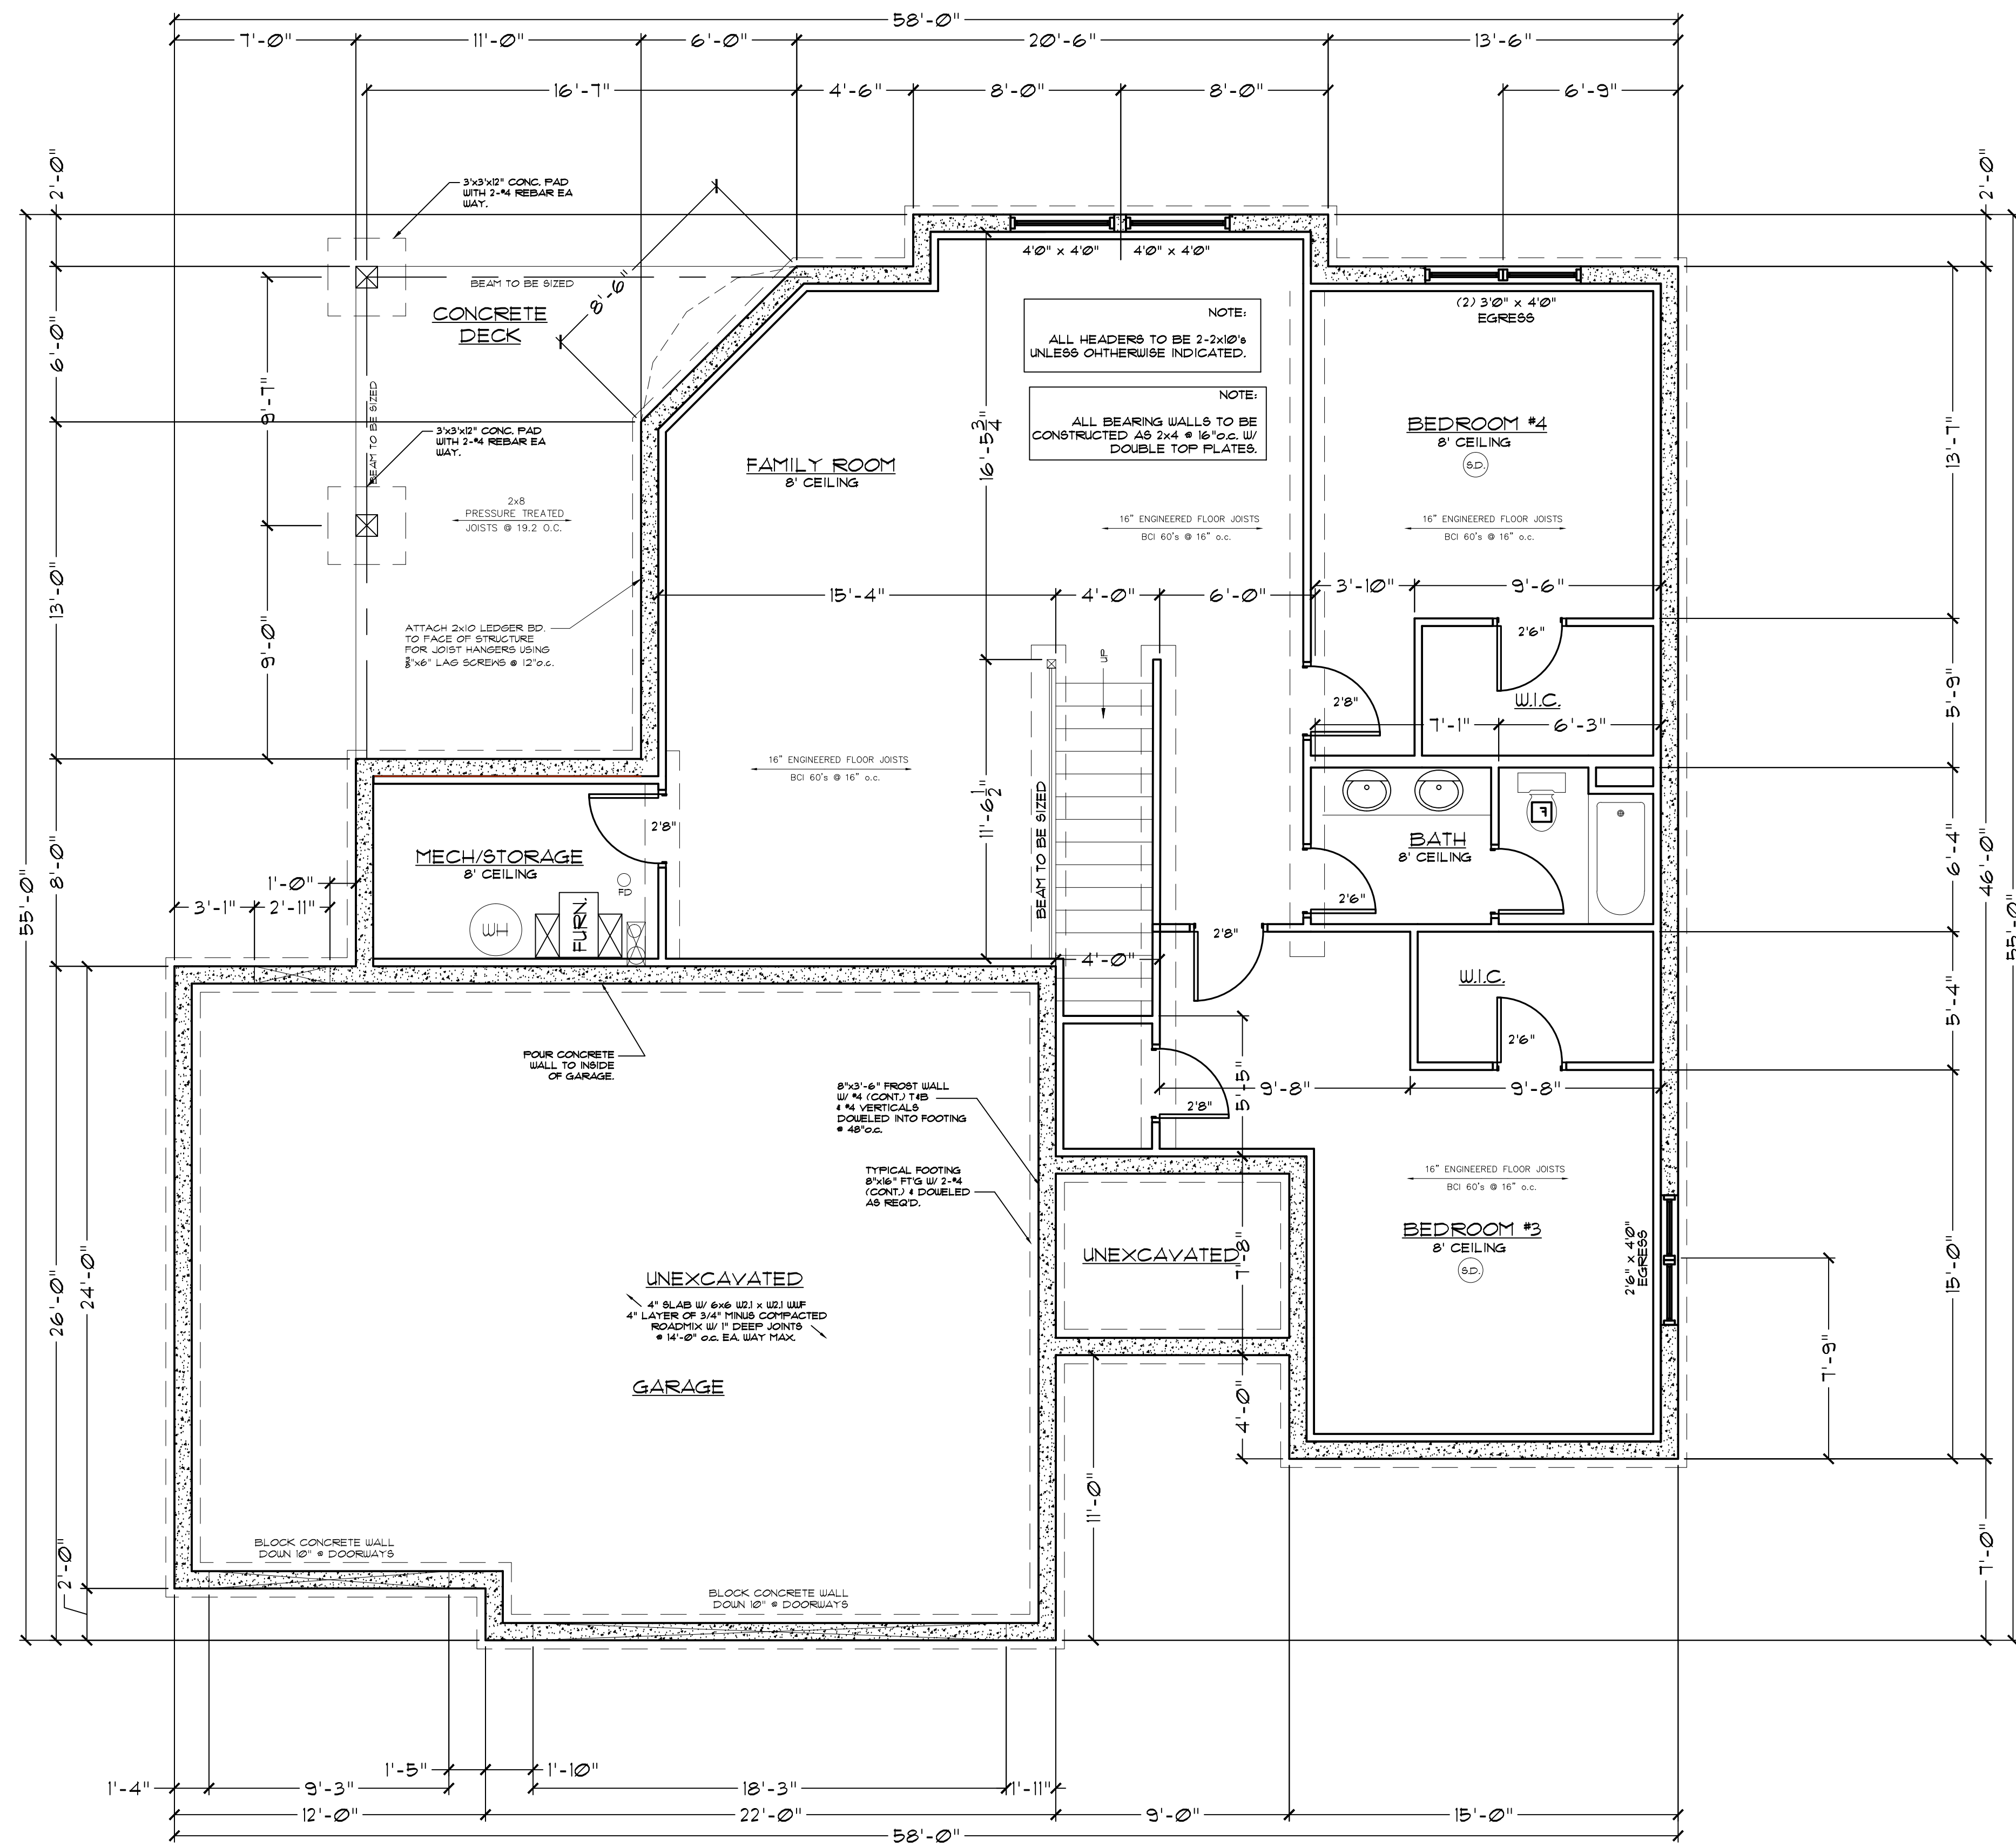 58'-0"
7'-0" 11'-0" 6'-0" 20'-6" 13'-6"
16'-7" 4'-6" 8'-0" 8'-0" 6'-9"
2'-0"
2'-0"
3'x3'x12" CONC. PAD
WITH 2-#4 REBAR EA
WAY.
4'0" x 4'0" 4'0" x 4'0"
BEAM TO BE SIZED
8'-6"
(2) 3'0" x 4'0"
EGRESS
CONCRETE
DECK
NOTE:
ALL HEADERS TO BE 2-2x10's
UNLESS OHTHERWISE INDICATED.
6'-0"
9'-7"
BEAM TO BE SIZED
NOTE:
ALL BEARING WALLS TO BE
CONSTRUCTED AS 2x4 @ 16"o.c. W/
DOUBLE TOP PLATES.
3'x3'x12" CONC. PAD
WITH 2-#4 REBAR EA
WAY.
16'-5 3/4"
BEDROOM #4
8' CEILING
S.D.
13'-7"
FAMILY ROOM
8' CEILING
2x8
PRESSURE TREATED
JOISTS @ 19.2 O.C.
16" ENGINEERED FLOOR JOISTS
BCI 60's @ 16" o.c.
16" ENGINEERED FLOOR JOISTS
BCI 60's @ 16" o.c.
13'-0"
15'-4" 4'-0" 6'-0" 3'-10" 9'-6"
9'-0"
ATTACH 2x10 LEDGER BD.
TO FACE OF STRUCTURE
FOR JOIST HANGERS USING
3/8"x6" LAG SCREWS @ 12"o.c.
2'6"
UP
2'8"
W.I.C.
5'-9"
7'-1" 6'-3"
16" ENGINEERED FLOOR JOISTS
BCI 60's @ 16" o.c.
11'-6 1/2"
BEAM TO BE SIZED
2'8"
F
BATH
8' CEILING
MECH/STORAGE
8' CEILING
8'-0"
55'-0"
6'-4"
46'-0"
55'-0"
1'-0"
3'-1" 2'-11"
FD
WH
FURN.
2'6"
2'8"
4'-0"
W.I.C.
5'-4"
2'6"
POUR CONCRETE
WALL TO INSIDE
OF GARAGE.
8"x3'-6" FROST WALL
W/ #4 (CONT.) T&B
& #4 VERTICALS
DOWELED INTO FOOTING
@ 48"o.c.
5'-5"
9'-8" 9'-8"
2'8"
TYPICAL FOOTING
8"x16" FT'G W/ 2-#4
(CONT.) & DOWELED
AS REQ'D.
16" ENGINEERED FLOOR JOISTS
BCI 60's @ 16" o.c.
BEDROOM #3
8' CEILING
S.D.
2'6" x 4'0"
EGRESS
UNEXCAVATED
7'-8"
15'-0"
26'-0"
24'-0"
UNEXCAVATED
4" SLAB W/ 6x6 W2.1 x W2.1 WWF
4" LAYER OF 3/4" MINUS COMPACTED
ROADMIX W/ 1" DEEP JOINTS
@ 14'-0" o.c. EA. WAY MAX.
7'-9"
GARAGE
4'-0"
11'-0"
7'-0"
2'-0"
BLOCK CONCRETE WALL
DOWN 10" @ DOORWAYS
BLOCK CONCRETE WALL
DOWN 10" @ DOORWAYS
1'-5" 1'-10"
1'-4" 9'-3" 18'-3" 1'-11"
12'-0" 22'-0" 9'-0" 15'-0"
58'-0"